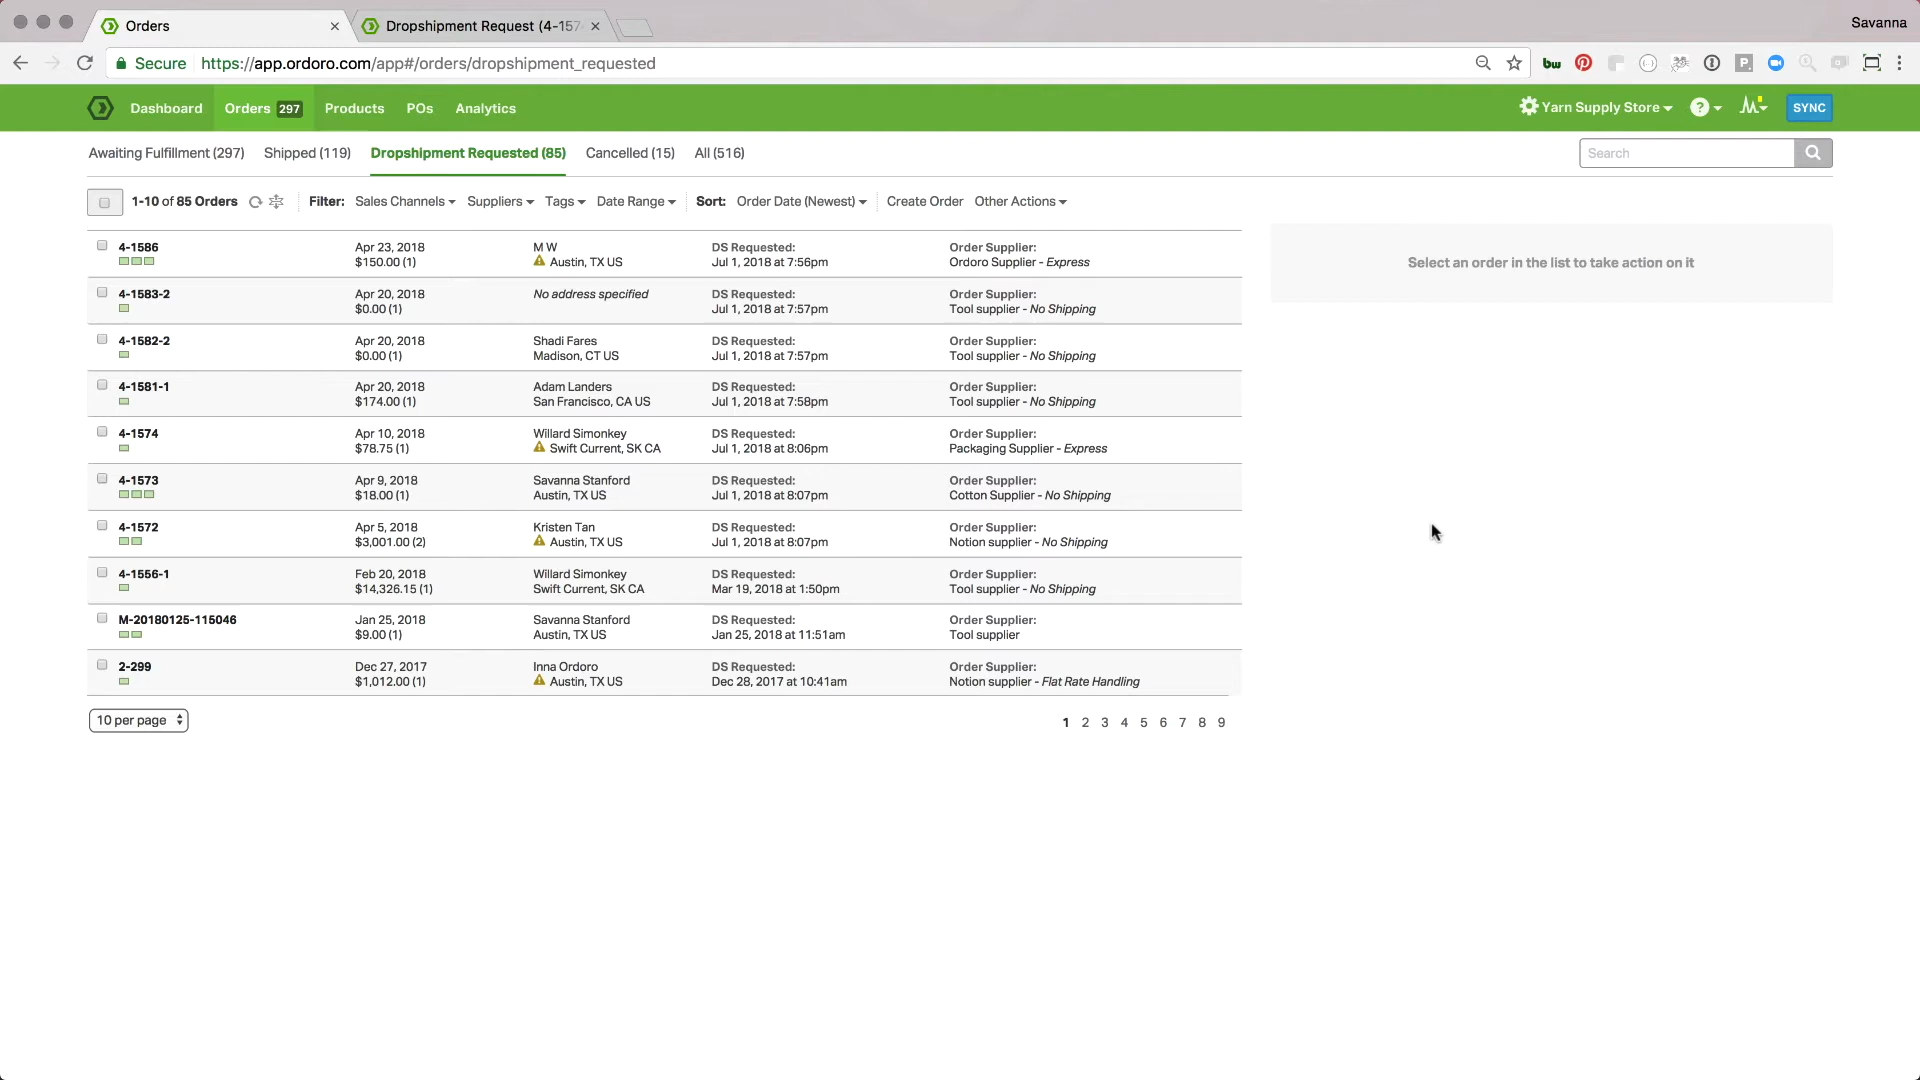 Orders
Dropshipment Request (4-157
Savanna
Secure https://app.ordoro.com/app#/orders/dropshipment_requested
bw
P.
Dashboard Orders 297 Products POs Analytics
Yarn Supply Store ? SYNC
Awaiting Fulfillment (297) Shipped (119) Dropshipment Requested (85) Cancelled (15) All (516)
Search
1-10 of 85 Orders Filter: Sales Channels Suppliers Tags Date Range Sort: Order Date (Newest) Create Order Other Actions
Select an order in the list to take action on it
4-1586 Apr 23, 2018 M W DS Requested: Order Supplier:
$150.00 (1) Austin, TX US Jul 1, 2018 at 7:56pm Ordoro Supplier - Express
4-1583-2 Apr 20, 2018 No address specified DS Requested: Order Supplier:
$0.00 (1) Jul 1, 2018 at 7:57pm Tool supplier - No Shipping
4-1582-2 Apr 20, 2018 Shadi Fares DS Requested: Order Supplier:
$0.00 (1) Madison, CT US Jul 1, 2018 at 7:57pm Tool supplier - No Shipping
4-1581-1 Apr 20, 2018 Adam Landers DS Requested: Order Supplier:
$174.00 (1) San Francisco, CA US Jul 1, 2018 at 7:58pm Tool supplier - No Shipping
4-1574 Apr 10, 2018 Willard Simonkey DS Requested: Order Supplier:
$78.75 (1) Swift Current, SK CA Jul 1, 2018 at 8:06pm Packaging Supplier - Express
4-1573 Apr 9, 2018 Savanna Stanford DS Requested: Order Supplier:
$18.00 (1) Austin, TX US Jul 1, 2018 at 8:07pm Cotton Supplier - No Shipping
4-1572 Apr 5, 2018 Kristen Tan DS Requested: Order Supplier:
$3,001.00 (2) Austin, TX US Jul 1, 2018 at 8:07pm Notion supplier - No Shipping
4-1556-1 Feb 20, 2018 Willard Simonkey DS Requested: Order Supplier:
$14,326.15 (1) Swift Current, SK CA Mar 19, 2018 at 1:50pm Tool supplier - No Shipping
M-20180125-115046 Jan 25, 2018 Savanna Stanford DS Requested: Order Supplier:
$9.00 (1) Austin, TX US Jan 25, 2018 at 11:51am Tool supplier
2-299 Dec 27, 2017 Inna Ordoro DS Requested: Order Supplier:
$1,012.00 (1) Austin, TX US Dec 28, 2017 at 10:41am Notion supplier - Flat Rate Handling
10 per page 1 2 3 4 5 6 7 8 9